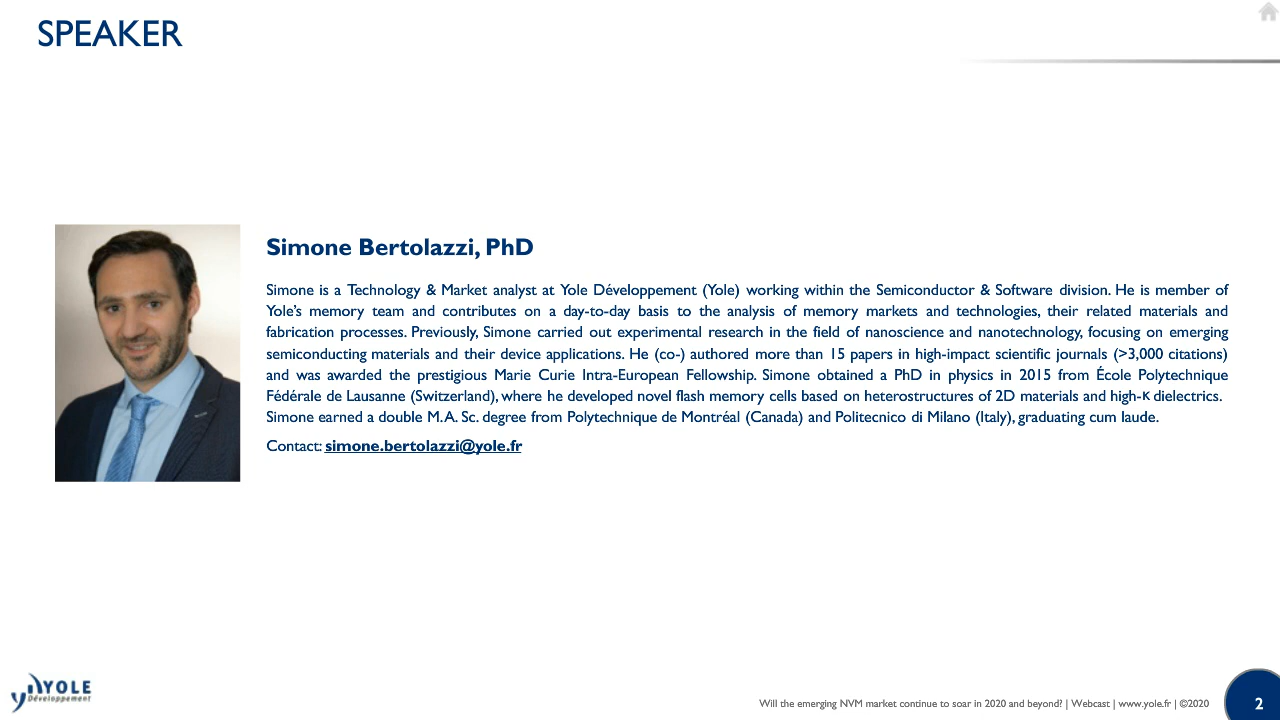 SPEAKER
Simone Bertolazzi, PhD
Simone is a Technology & Market analyst at Yole Développement (Yole) working within the Semiconductor & Software division. He is member of
Yole’s memory team and contributes on a day-to-day basis to the analysis of memory markets and technologies, their related materials and
fabrication processes. Previously, Simone carried out experimental research in the field of nanoscience and nanotechnology, focusing on emerging
semiconducting materials and their device applications. He (co-) authored more than 15 papers in high-impact scientific journals (>3,000 citations)
and was awarded the prestigious Marie Curie Intra-European Fellowship. Simone obtained a PhD in physics in 2015 from École Polytechnique
Fédérale de Lausanne (Switzerland), where he developed novel flash memory cells based on heterostructures of 2D materials and high-κ dielectrics.
Simone earned a double M.A. Sc. degree from Polytechnique de Montréal (Canada) and Politecnico di Milano (Italy), graduating cum laude.
Contact: simone.bertolazzi@yole.fr
YOLE
Développement
Will the emerging NVM market continue to soar in 2020 and beyond? | Webcast | www.yole.fr | ©2020
2